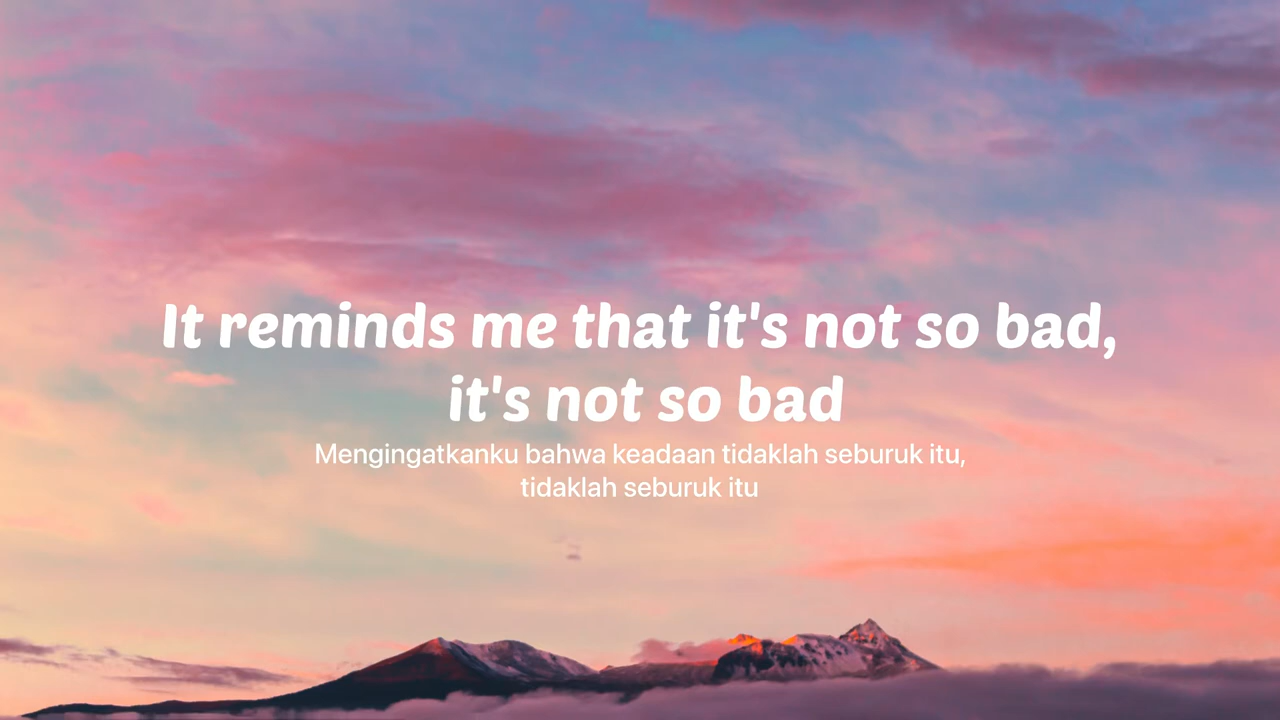 It reminds me that it's not so bad,
it's not so bad
Mengingatkanku bahwa keadaan tidaklah seburuk itu,
tidaklah seburuk itu